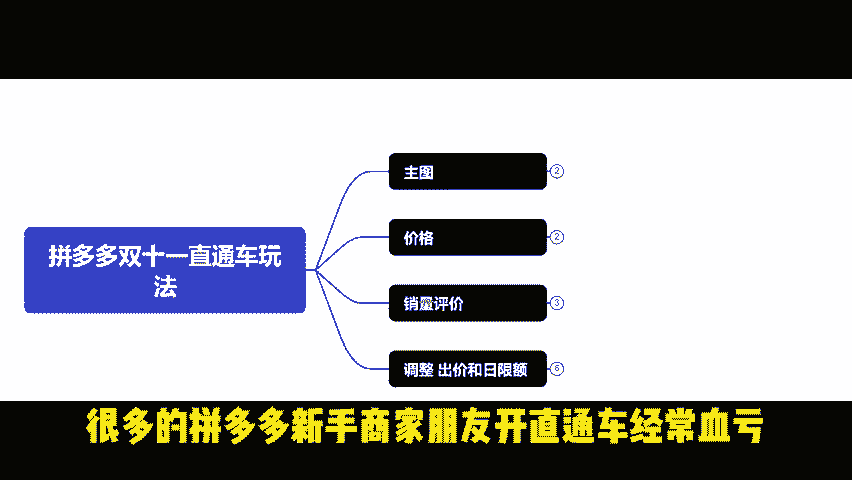 拼多多双十一直通车玩
法
主图
2
价格
2
销量评价
3
调整 出价和日限额
6
很多的拼多多新手商家朋友开直通车经常血亏